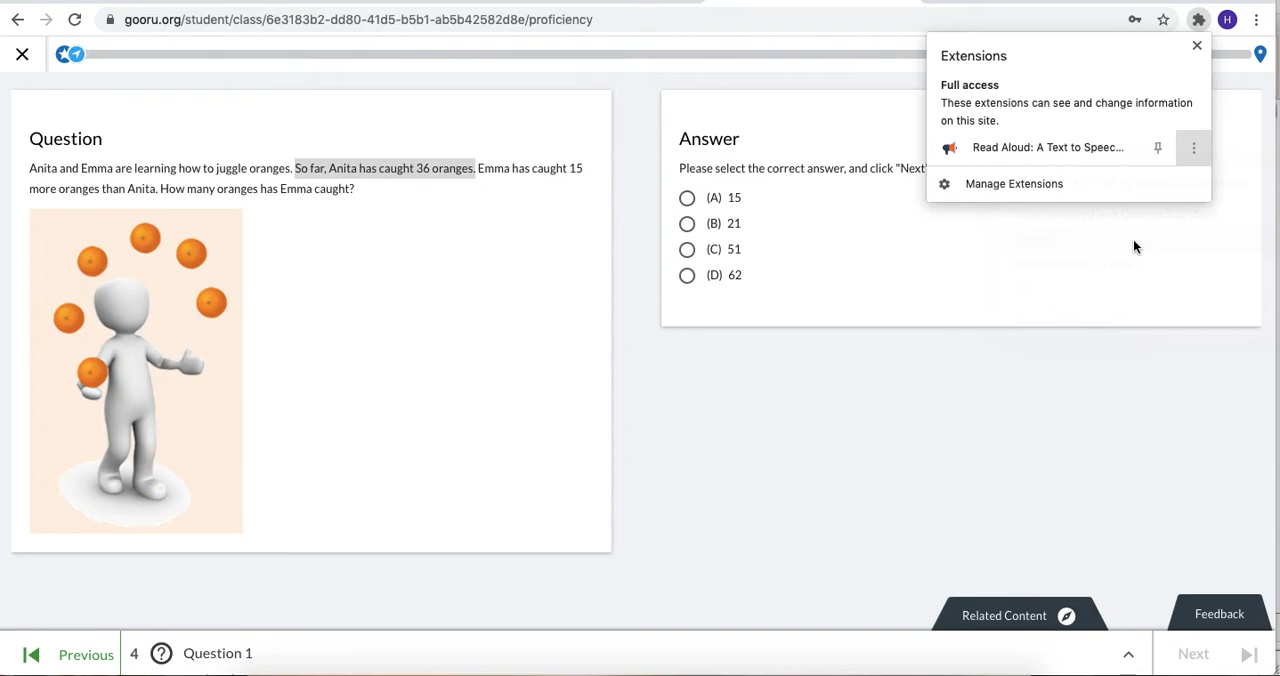 gooru.org/student/class/6e3183b2-dd80-41d5-b5b1-ab5b42582d8e/proficiency
H
Extensions
Full access
These extensions can see and change information
on this site.
Read Aloud: A Text to Speec...
Manage Extensions
Question
Anita and Emma are learning how to juggle oranges. So far, Anita has caught 36 oranges. Emma has caught 15
more oranges than Anita. How many oranges has Emma caught?
Answer
Please select the correct answer, and click "Next"
(A) 15
(B) 21
(C) 51
(D) 62
Related Content
Feedback
Previous
4
? Question 1
Next